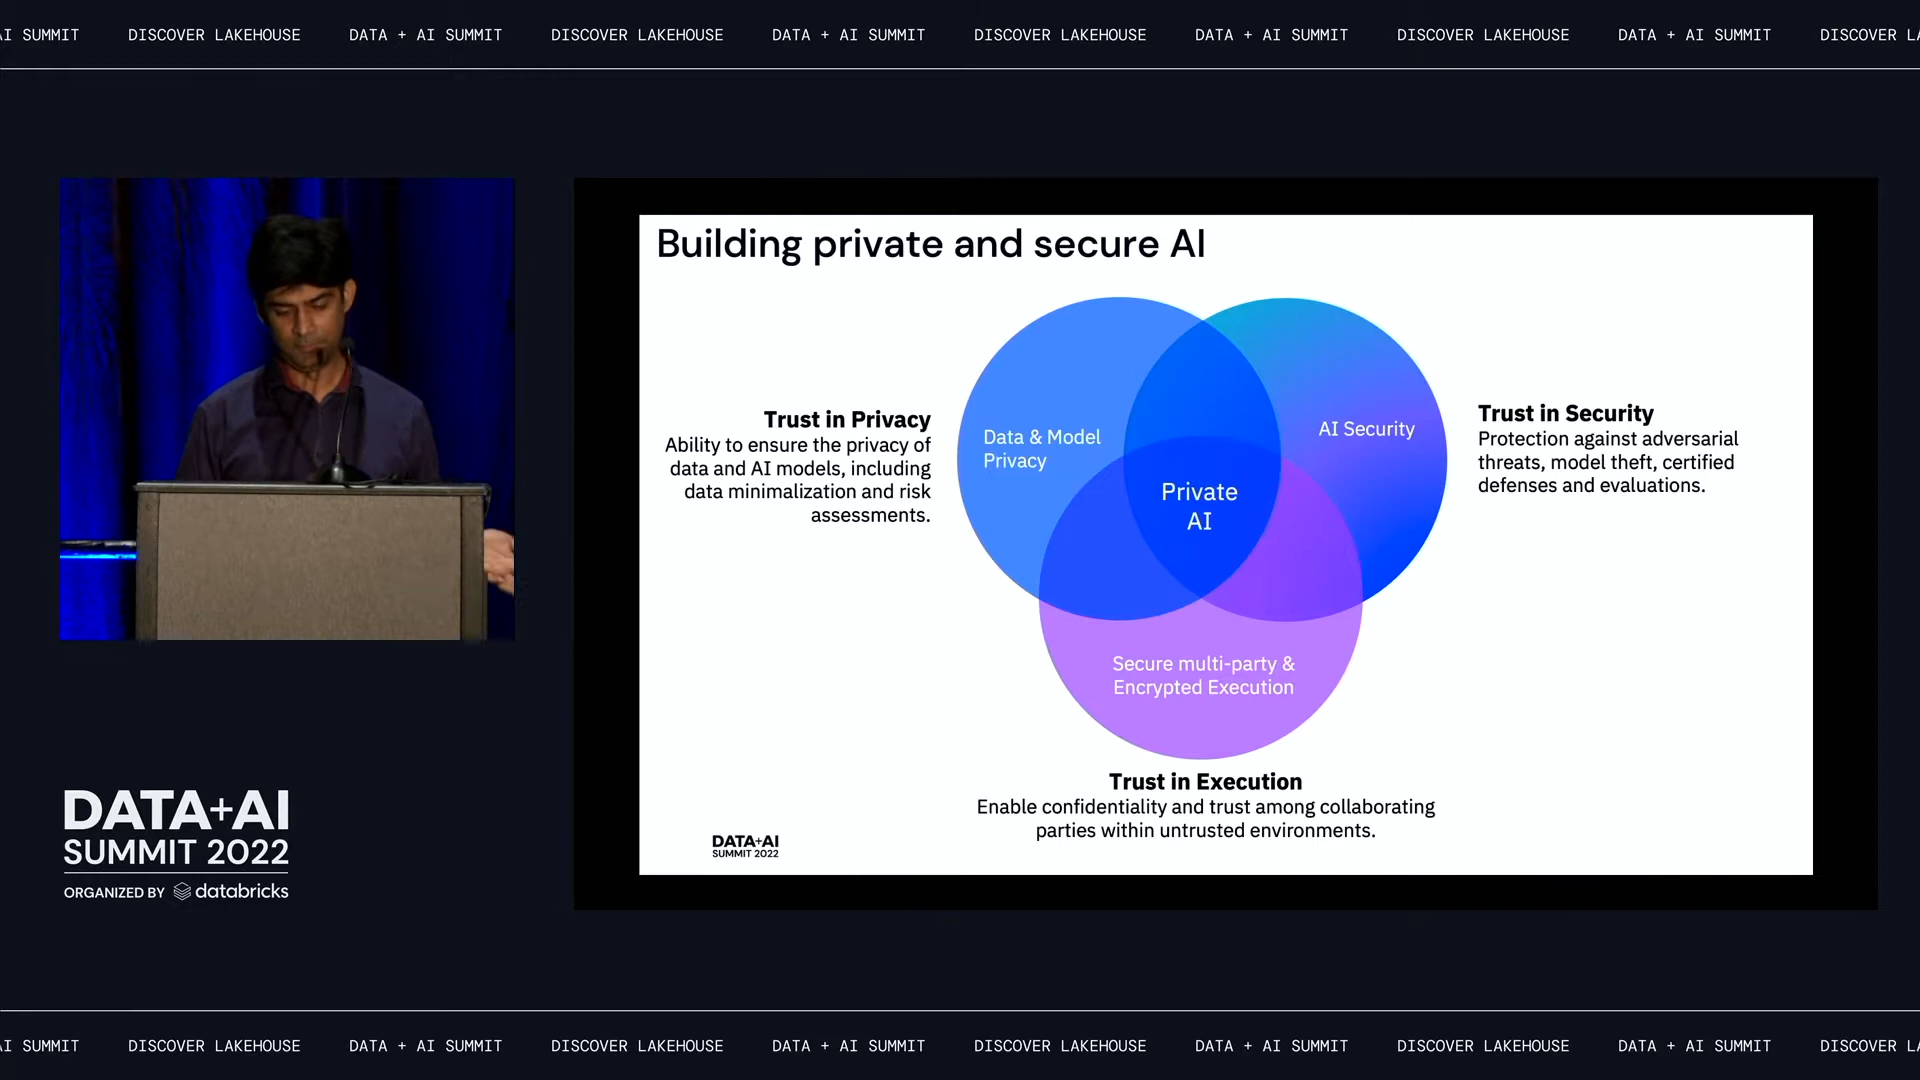 AI SUMMIT DISCOVER LAKEHOUSE DATA + AI SUMMIT DISCOVER LAKEHOUSE DATA + AI SUMMIT DISCOVER LAKEHOUSE DATA + AI SUMMIT DISCOVER LAKEHOUSE DATA + AI SUMMIT DISCOVER LA
Building private and secure AI
Trust in Privacy
Ability to ensure the privacy of
data and AI models, including
data minimalization and risk
assessments.
Data & Model
Privacy
AI Security
Private
AI
Trust in Security
Protection against adversarial
threats, model theft, certified
defenses and evaluations.
Secure multi-party &
Encrypted Execution
Trust in Execution
Enable confidentiality and trust among collaborating
parties within untrusted environments.
DATA+AI
SUMMIT 2022
DATA+AI
SUMMIT 2022
ORGANIZED BY databricks
AI SUMMIT DISCOVER LAKEHOUSE DATA + AI SUMMIT DISCOVER LAKEHOUSE DATA + AI SUMMIT DISCOVER LAKEHOUSE DATA + AI SUMMIT DISCOVER LAKEHOUSE DATA + AI SUMMIT DISCOVER LA